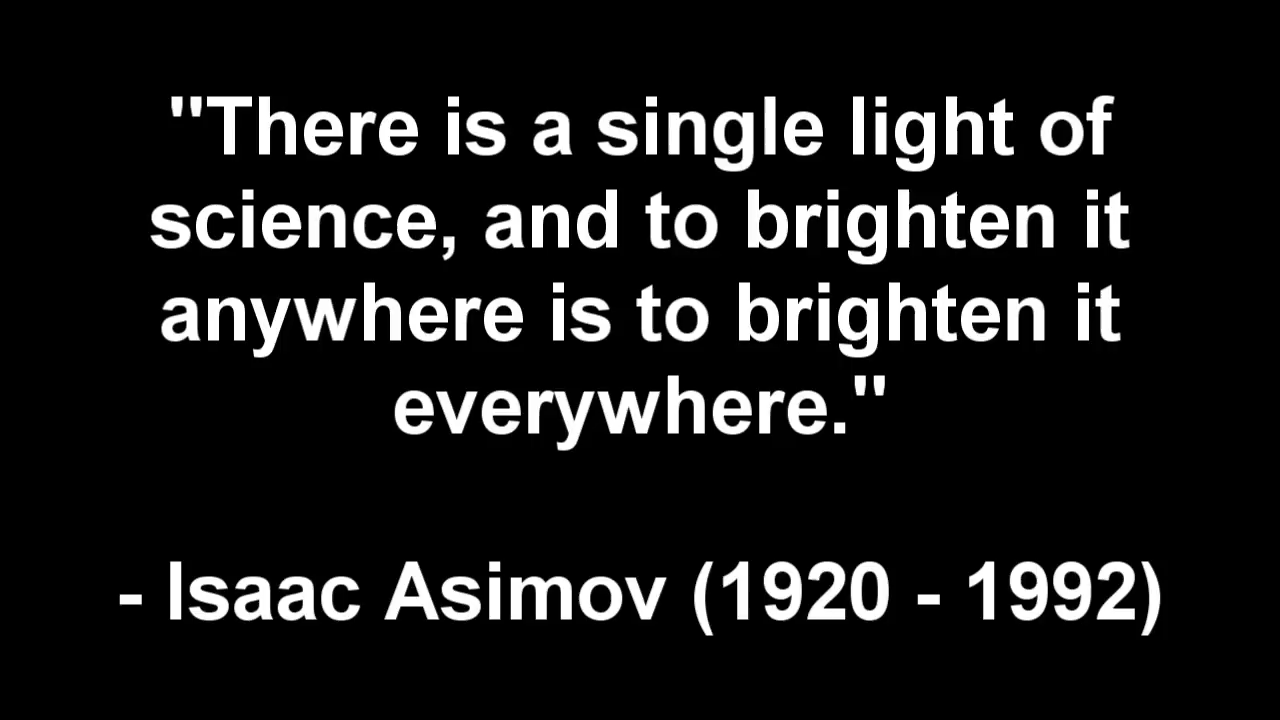 "There is a single light of
science, and to brighten it
anywhere is to brighten it
everywhere."
- Isaac Asimov (1920 - 1992)